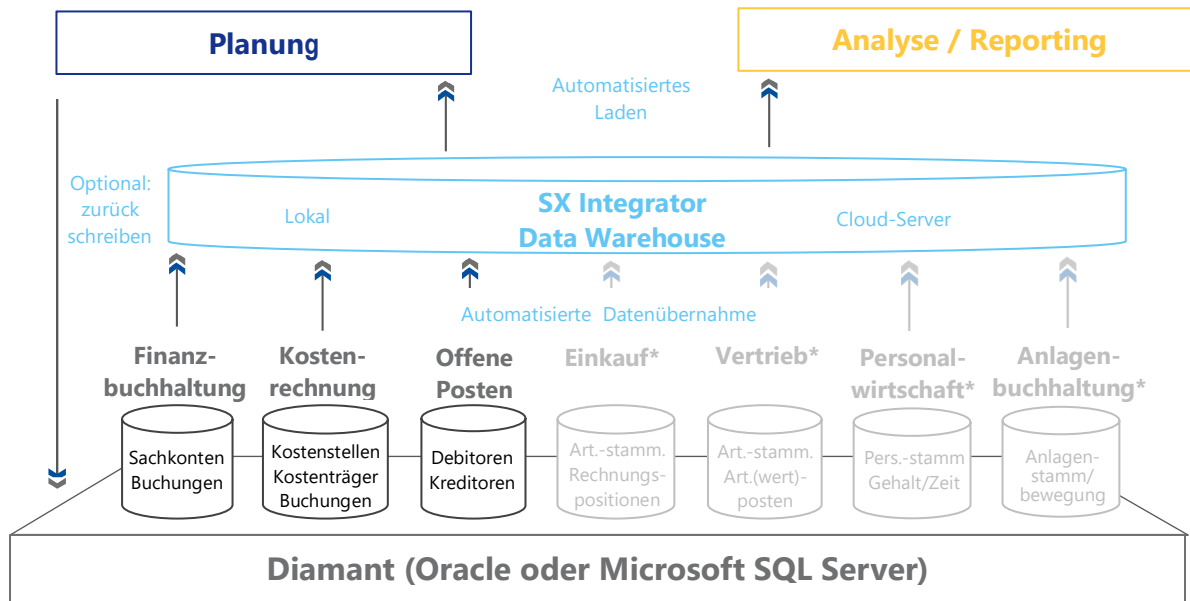 Planung
Analyse / Reporting
Automatisiertes
Laden
Optional:
zurück
schreiben
Lokal
SX Integrator
Data Warehouse
Cloud-Server
Automatisierte Datenübernahme
Finanz-
buchhaltung
Kosten-
rechnung
Offene
Posten
Einkauf*
Vertrieb*
Personal-
wirtschaft*
Anlagen-
buchhaltung*
Sachkonten
Buchungen
Kostenstellen
Kostenträger
Buchungen
Debitoren
Kreditoren
Art.-stamm.
Rechnungs-
positionen
Art.-stamm.
Art.(wert)-
posten
Pers.-stamm
Gehalt/Zeit
Anlagen-
stamm/
bewegung
Diamant (Oracle oder Microsoft SQL Server)